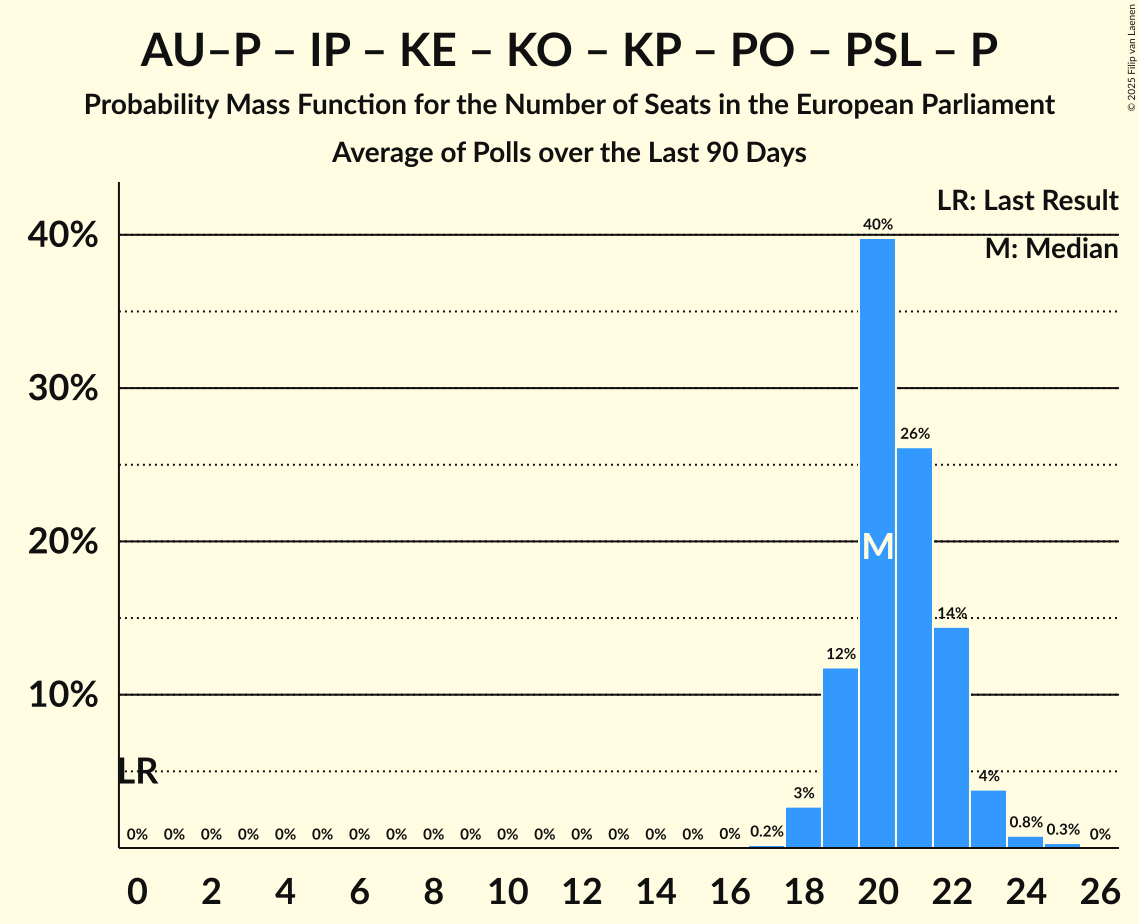 AU–P – IP – KE – KO – KP – PO – PSL – P
Probability Mass Function for the Number of Seats in the European Parliament
Average of Polls over the Last 90 Days
© 2025 Filip van Laenen
LR: Last Result
M: Median
40%
30%
20%
10%
40%
26%
M
14%
12%
LR
4%
3%
0% 0% 0% 0% 0% 0% 0% 0% 0% 0% 0% 0% 0% 0% 0% 0% 0% 0.2% 0.8% 0.3% 0%
0 2 4 6 8 10 12 14 16 18 20 22 24 26